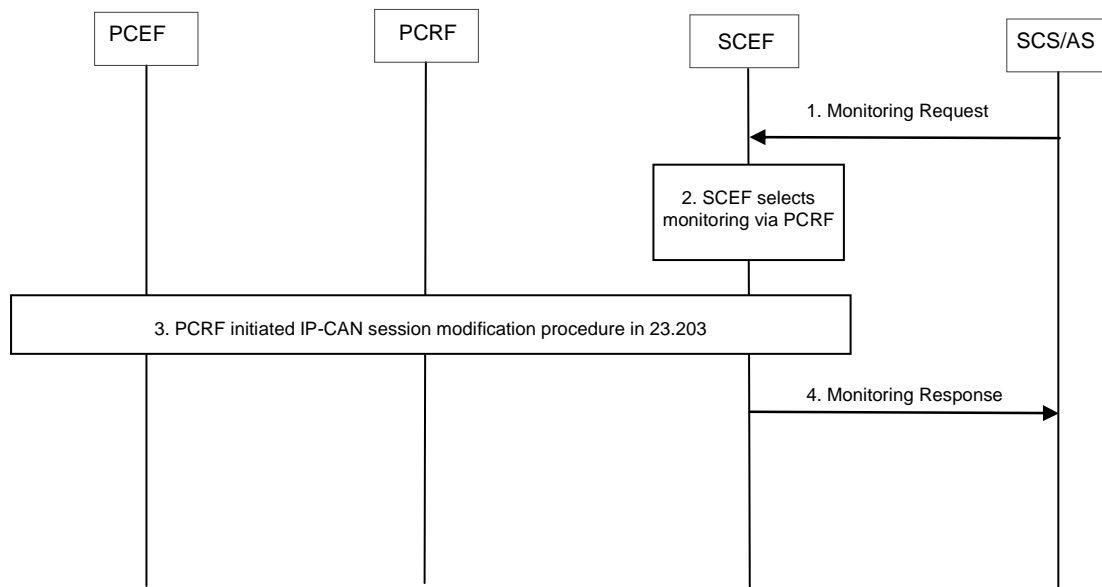 PCEF
PCRF
SCEF
SCS/AS
1. Monitoring Request
2. SCEF selects
monitoring via PCRF
3. PCRF initiated IP-CAN session modification procedure in 23.203
4. Monitoring Response